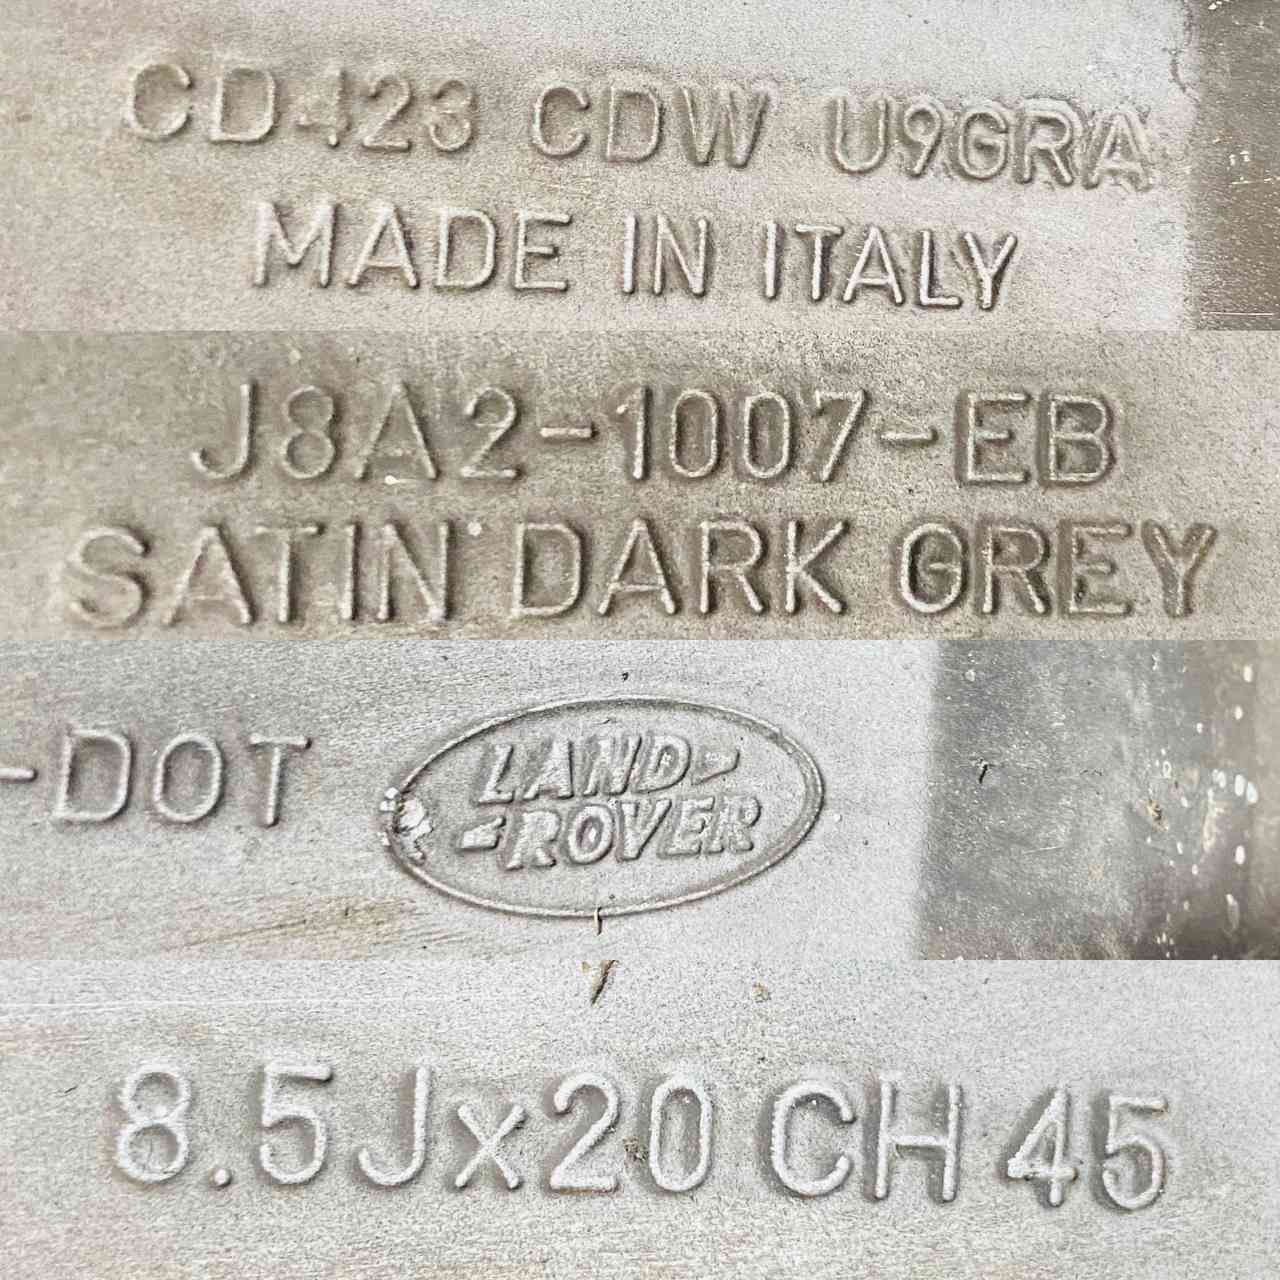 CD423 CDW U9GRA
MADE IN ITALY
J8A2-1007-EB
SATIN DARK GREY
-DOT
LAND-
-ROVER
8.5Jx20 CH 45